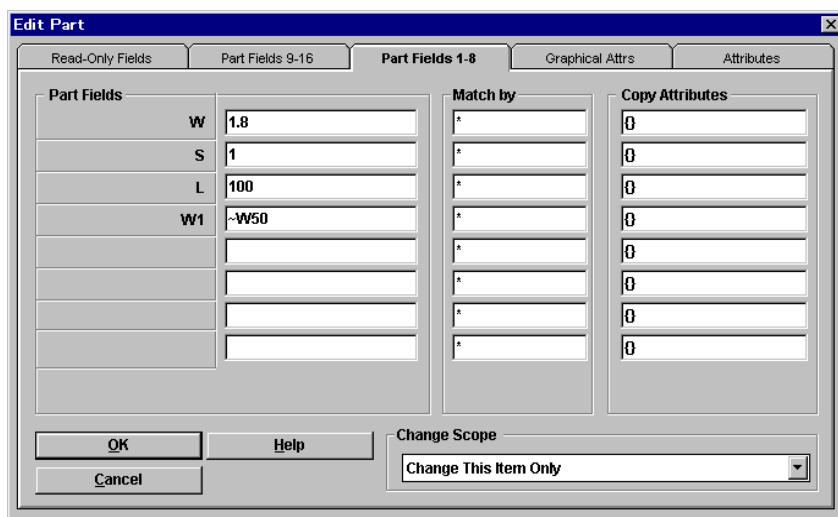 Edit Part
Read-Only Fields Part Fields 9-16 Part Fields 1-8 Graphical Attrs Attributes
Part Fields Match by Copy Attributes
W 1.8 * {}
S 1 * {}
L 100 * {}
W1 ~W50 * {}
* {}
* {}
* {}
* {}
OK Help
Cancel
Change Scope
Change This Item Only